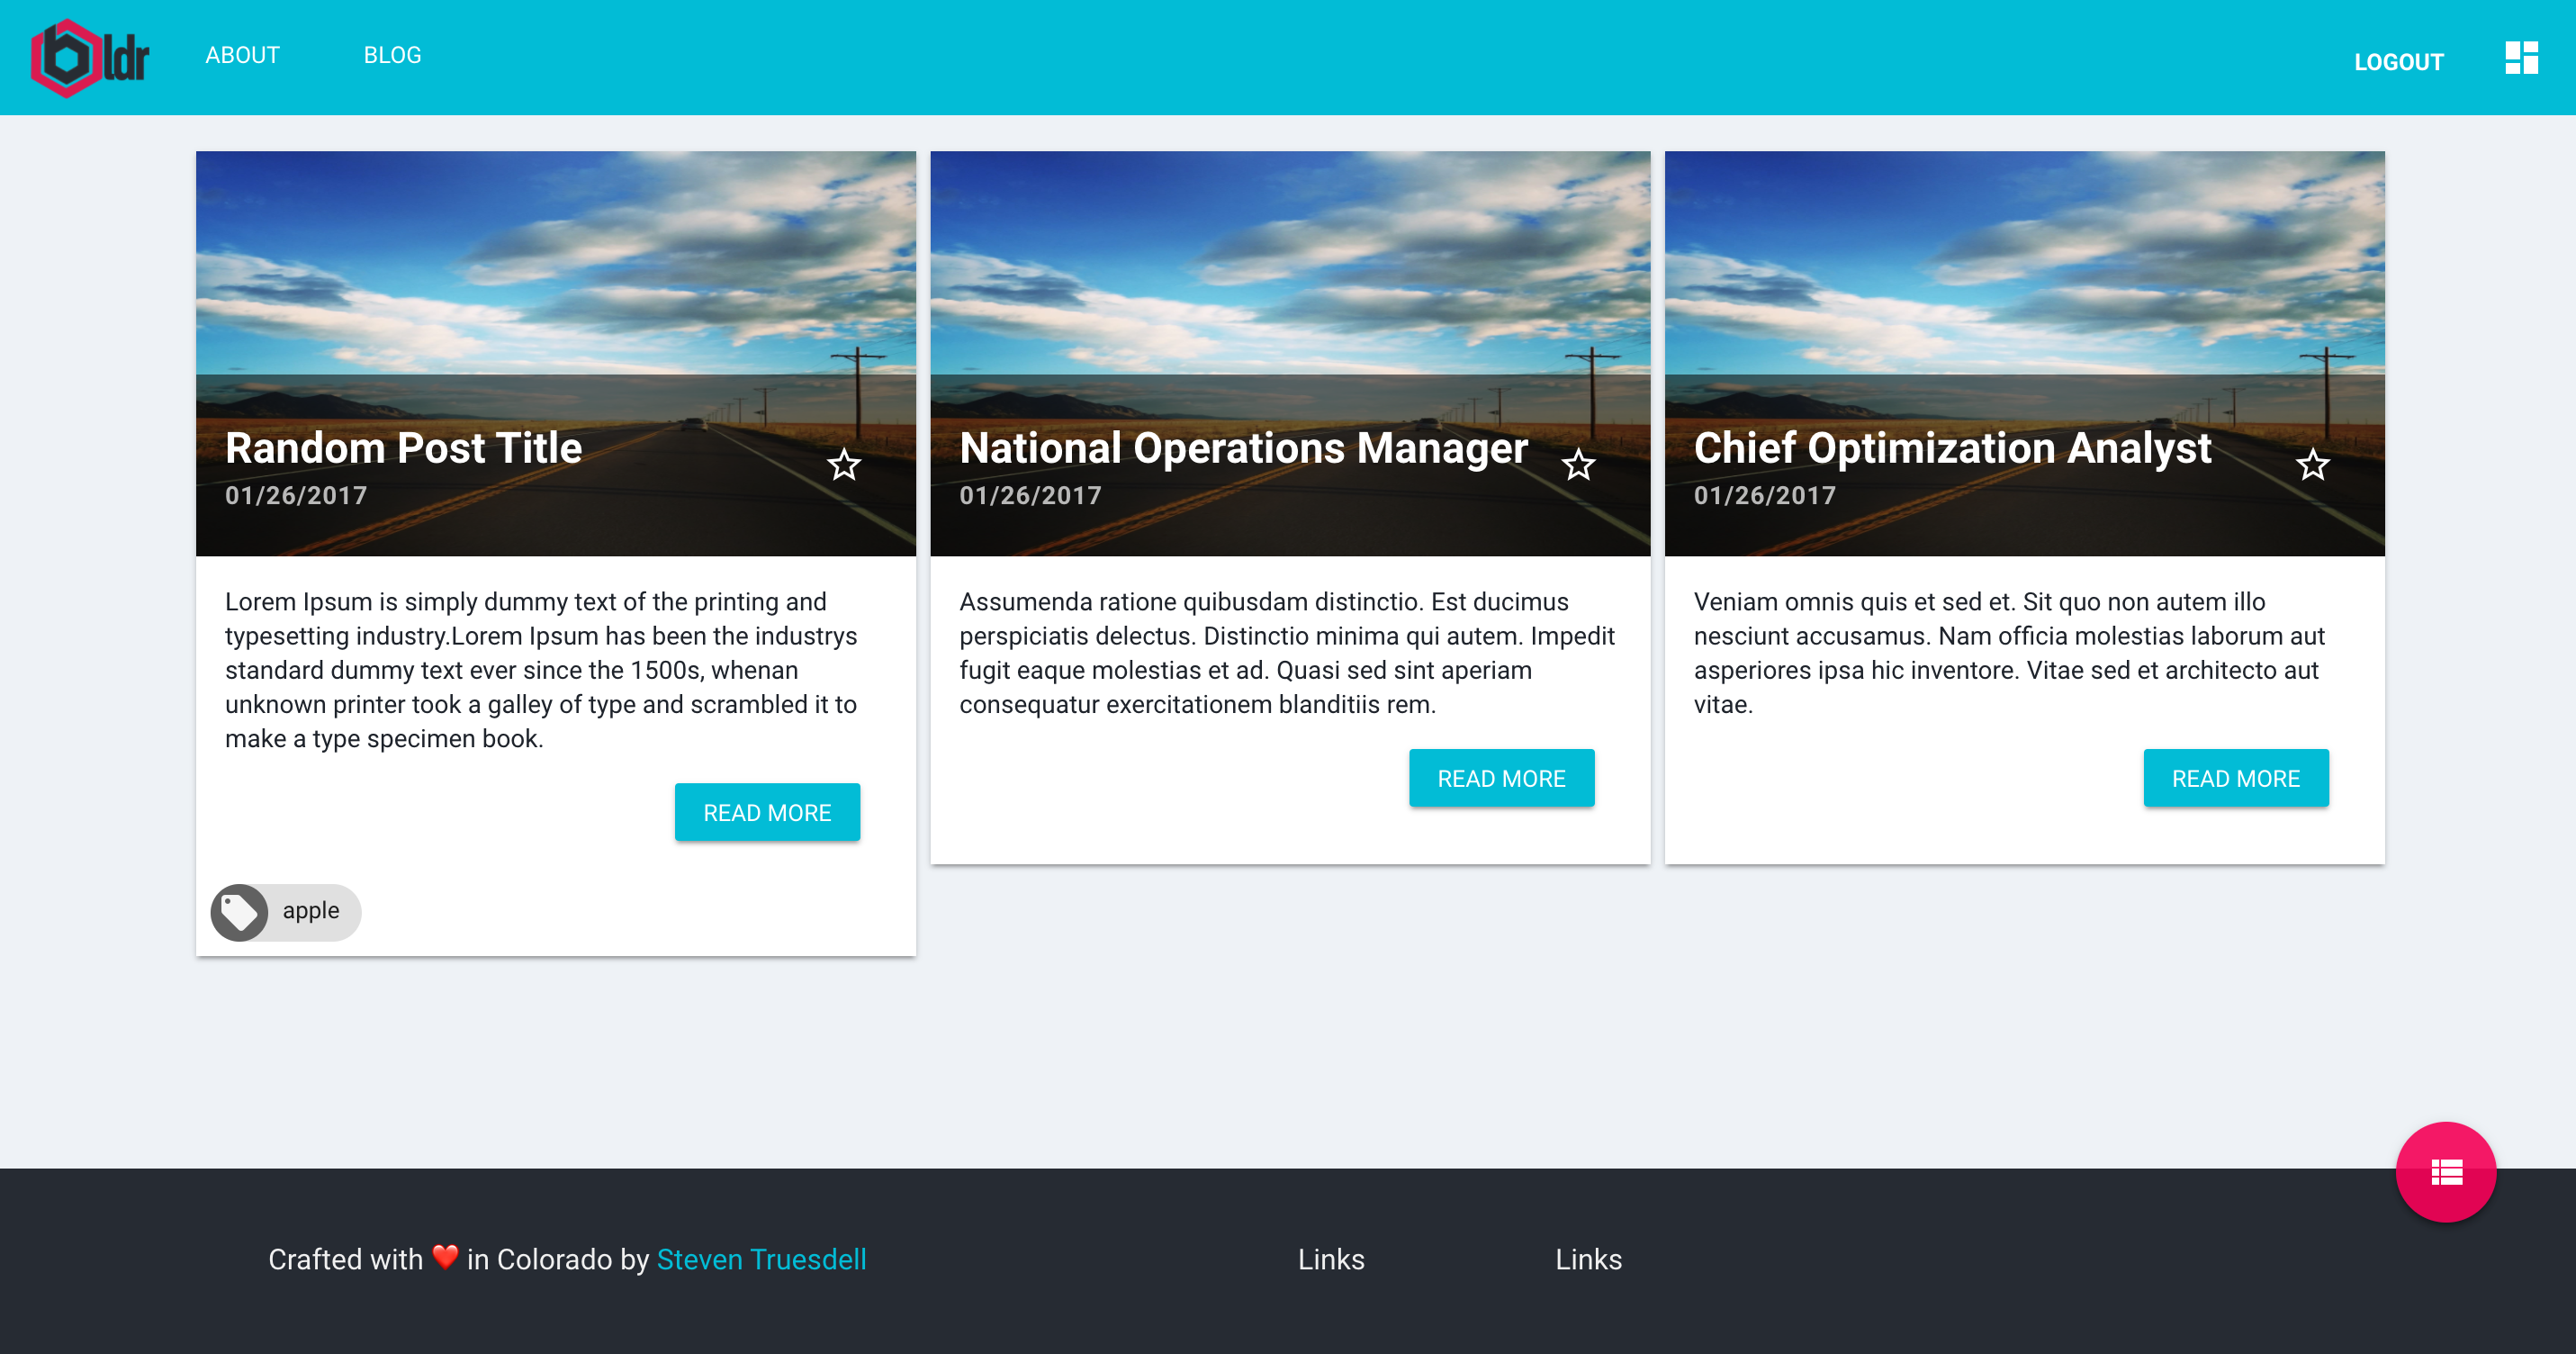 bldr
ABOUT
BLOG
LOGOUT
Random Post Title
01/26/2017
Lorem Ipsum is simply dummy text of the printing and
typesetting industry.Lorem Ipsum has been the industrys
standard dummy text ever since the 1500s, whenan
unknown printer took a galley of type and scrambled it to
make a type specimen book.
READ MORE
apple
National Operations Manager
01/26/2017
Assumenda ratione quibusdam distinctio. Est ducimus
perspiciatis delectus. Distinctio minima qui autem. Impedit
fugit eaque molestias et ad. Quasi sed sint aperiam
consequatur exercitationem blanditiis rem.
READ MORE
Chief Optimization Analyst
01/26/2017
Veniam omnis quis et sed et. Sit quo non autem illo
nesciunt accusamus. Nam officia molestias laborum aut
asperiores ipsa hic inventore. Vitae sed et architecto aut
vitae.
READ MORE
Crafted with ❤️ in Colorado by Steven Truesdell
Links
Links